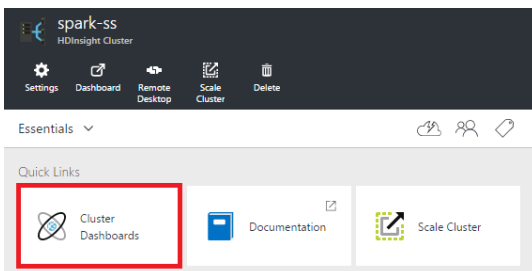 spark-ss
HDInsight Cluster
Settings
Dashboard
Remote
Desktop
Scale
Cluster
Delete
Essentials
Quick Links
Cluster
Dashboards
Documentation
Scale Cluster